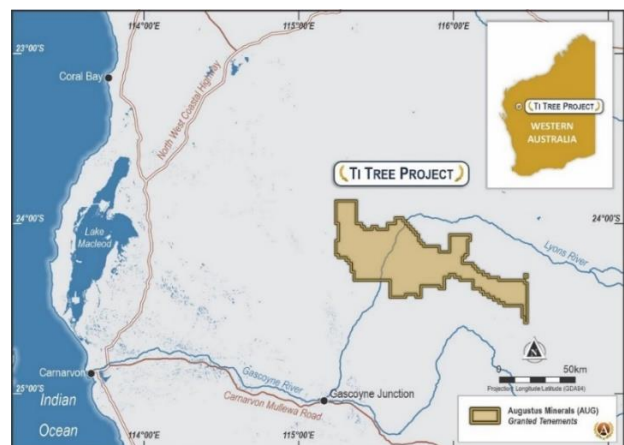 114°00'E
115°00'E
116°00'E
23°00'S
Coral Bay
North West Coastal Highway
TI TREE PROJECT
WESTERN
AUSTRALIA
TI TREE PROJECT
24°00'S
24°00'S
Lake
Macleod
Lyons River
Carnarvon
Gascoyne River
Carnarvon Mullewa Road
Gascoyne Junction
25°00'S
Indian
Ocean
0
50km
Projection: Longitude Latitude (GDA94)
114°00'E
115°00'E
Augustus Minerals (AUG)
Granted Tenements